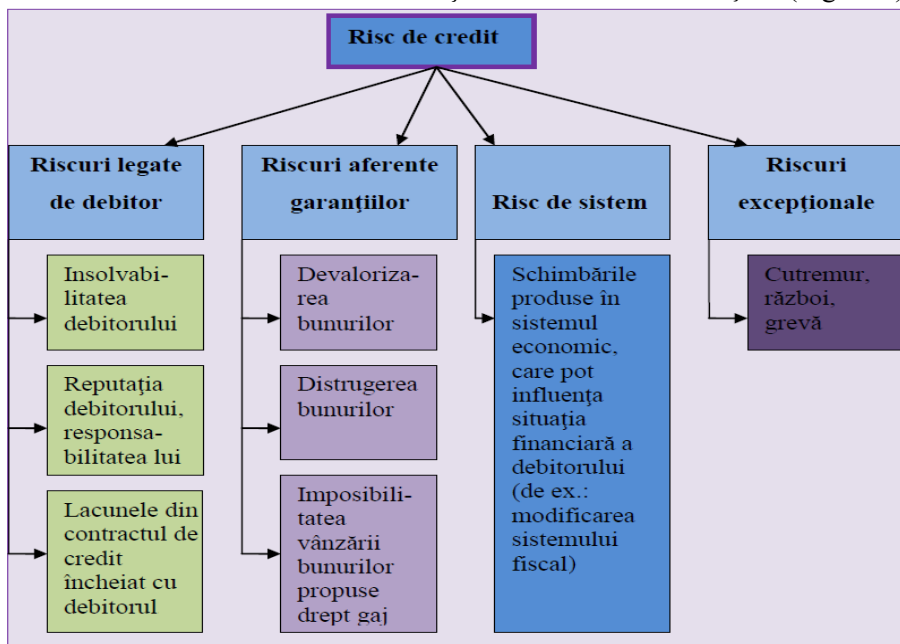 Risc de credit
Riscuri legate
de debitor
Riscuri aferente
garanţiilor
Risc de sistem
Riscuri
excepţionale
Insolvabi-
litatea
debitorului
Reputaţia
debitorului,
responsa-
bilitatea lui
Lacunele din
contractul de
credit
încheiat cu
debitorul
Devaloriza-
rea
bunurilor
Distrugerea
bunurilor
Imposibili-
tatea
vânzării
bunurilor
propuse
drept gaj
Schimbările
produse în
sistemul
economic,
care pot
influenţa
situaţia
financiară a
debitorului
(de ex.:
modificarea
sistemului
fiscal)
Cutremur,
război,
grevă